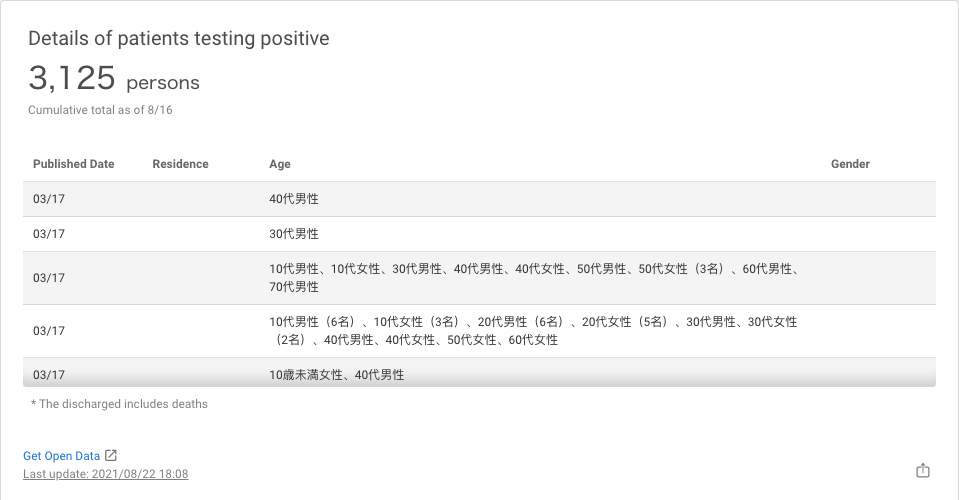 Details of patients testing positive
3,125 persons
Cumulative total as of 8/16
Published Date Residence Age Gender
03/17 40代男性
03/17 30代男性
03/17 10代男性、10代女性、30代男性、40代男性、40代女性、50代男性、50代女性（3名）、60代男性、
70代男性
03/17 10代男性（6名）、10代女性（3名）、20代男性（6名）、20代女性（5名）、30代男性、30代女性
（2名）、40代男性、40代女性、50代女性、60代女性
03/17 10歳未満女性、40代男性
* The discharged includes deaths
Get Open Data
Last update: 2021/08/22 18:08